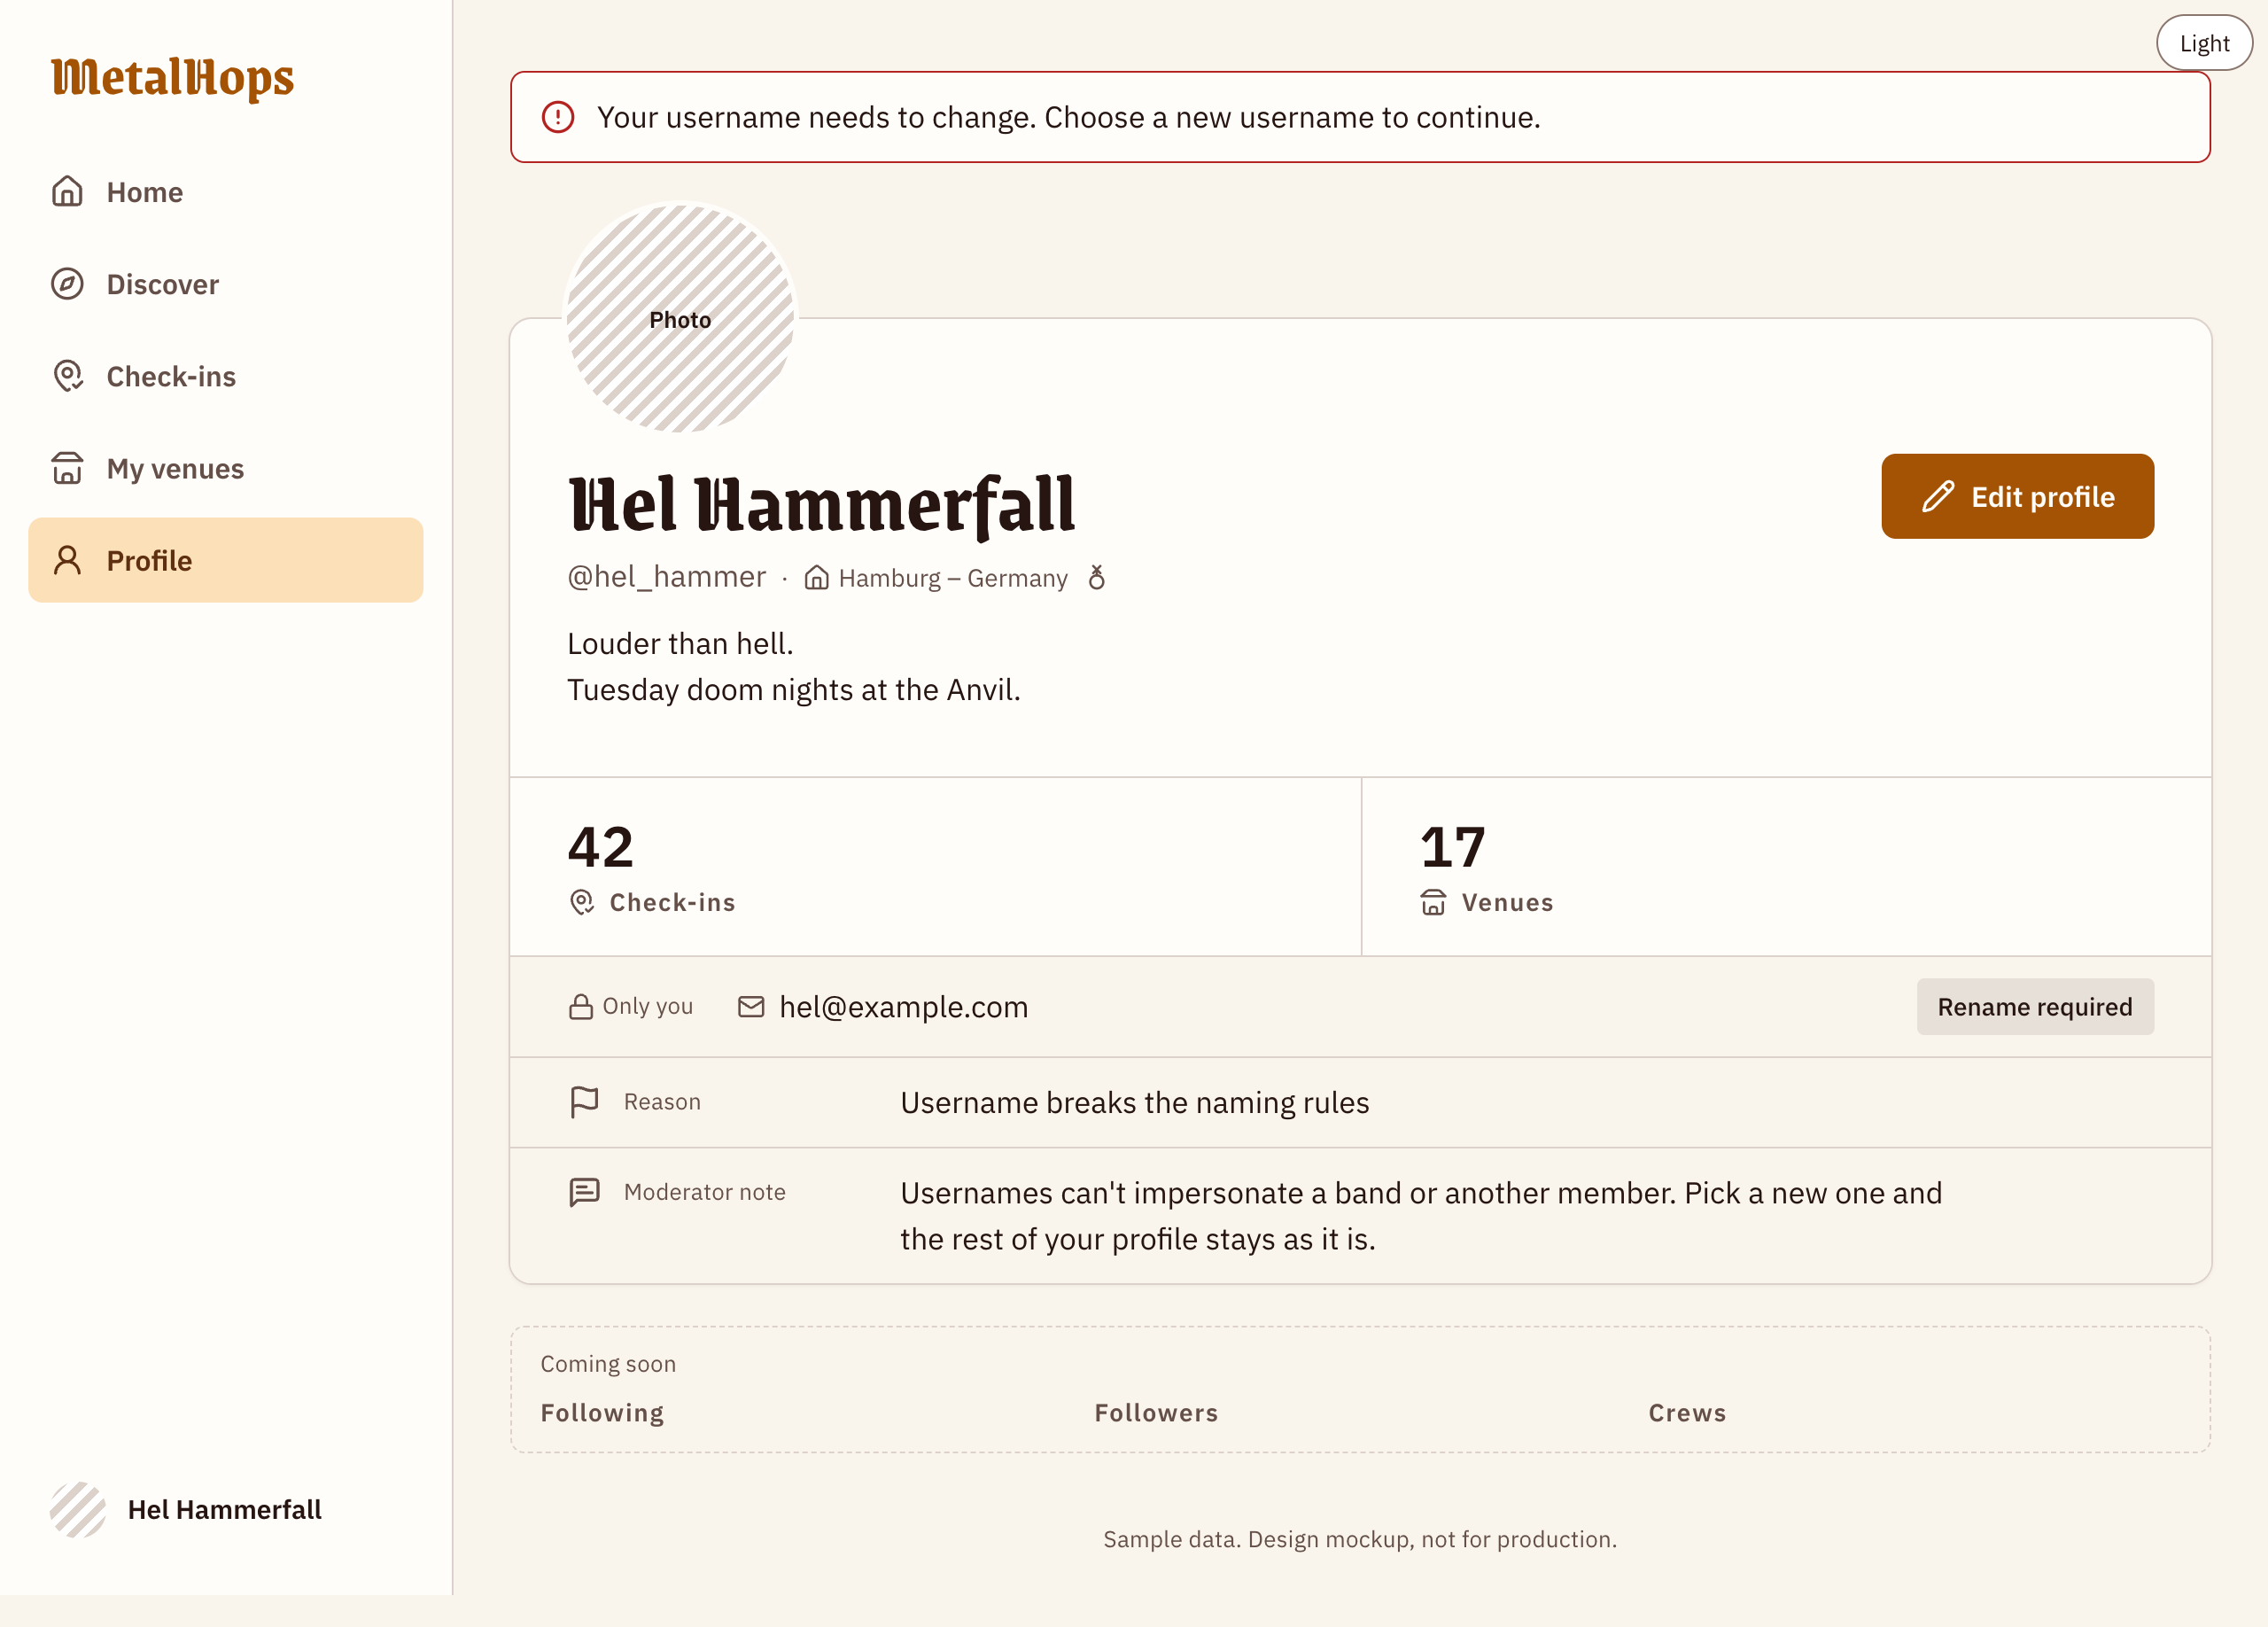 MetalHops
Home
Discover
Check-ins
My venues
Profile
Hel Hammerfall
Light
Your username needs to change. Choose a new username to continue.
Photo
Hel Hammerfall
Edit profile
@hel_hammer · Hamburg – Germany
Louder than hell.
Tuesday doom nights at the Anvil.
42
Check-ins
17
Venues
Only you
hel@example.com
Rename required
Reason
Username breaks the naming rules
Moderator note
Usernames can't impersonate a band or another member. Pick a new one and
the rest of your profile stays as it is.
Coming soon
Following
Followers
Crews
Sample data. Design mockup, not for production.